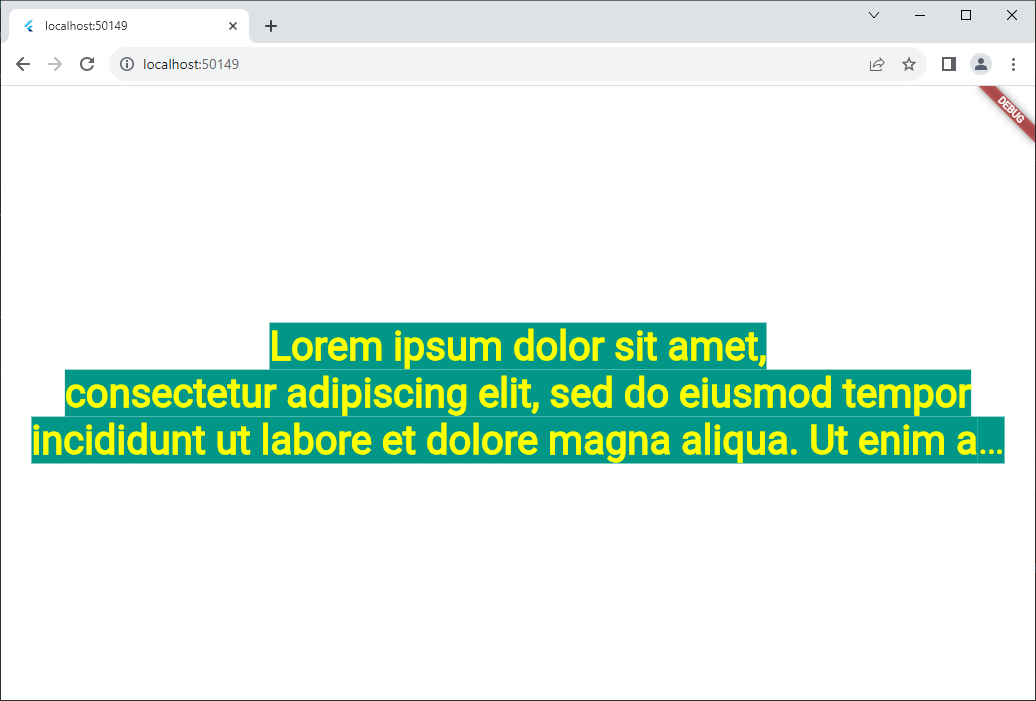 localhost:50149
localhost:50149
DEBUG
Lorem ipsum dolor sit amet,
consectetur adipiscing elit, sed do eiusmod tempor
incididunt ut labore et dolore magna aliqua. Ut enim a...